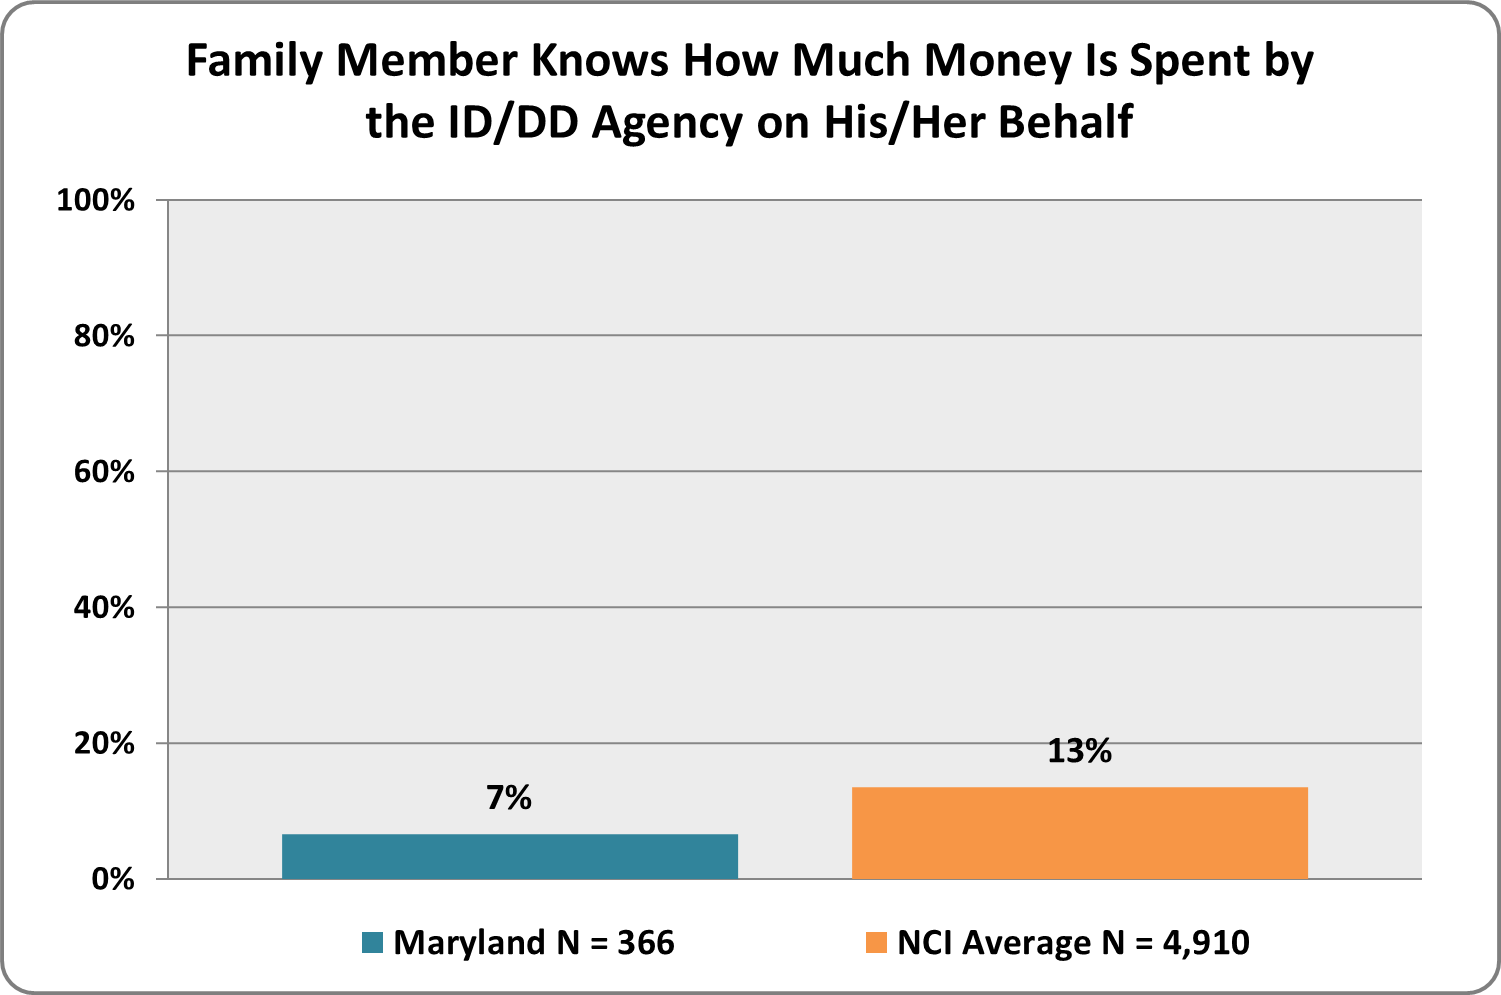 Family Member Knows How Much Money Is Spent by
the ID/DD Agency on His/Her Behalf
100%
80%
60%
40%
20%
0%
7%
13%
Maryland N = 366
NCI Average N = 4,910